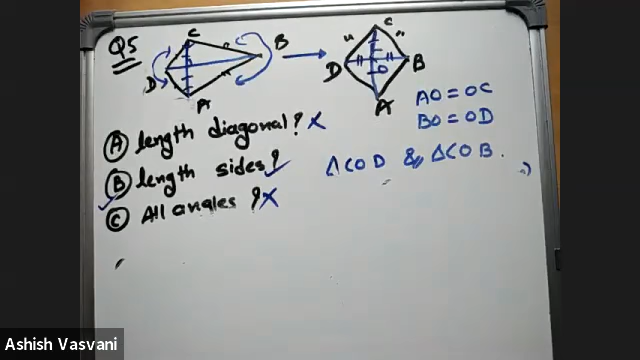 Q5
C
B
D
A
C
D
O
B
A
AO = OC
BO = OD
(A) length diagonal? X
(B) length sides? ✓
ΔCOD & ΔCOB.
(C) All angles? X
Ashish Vasvani